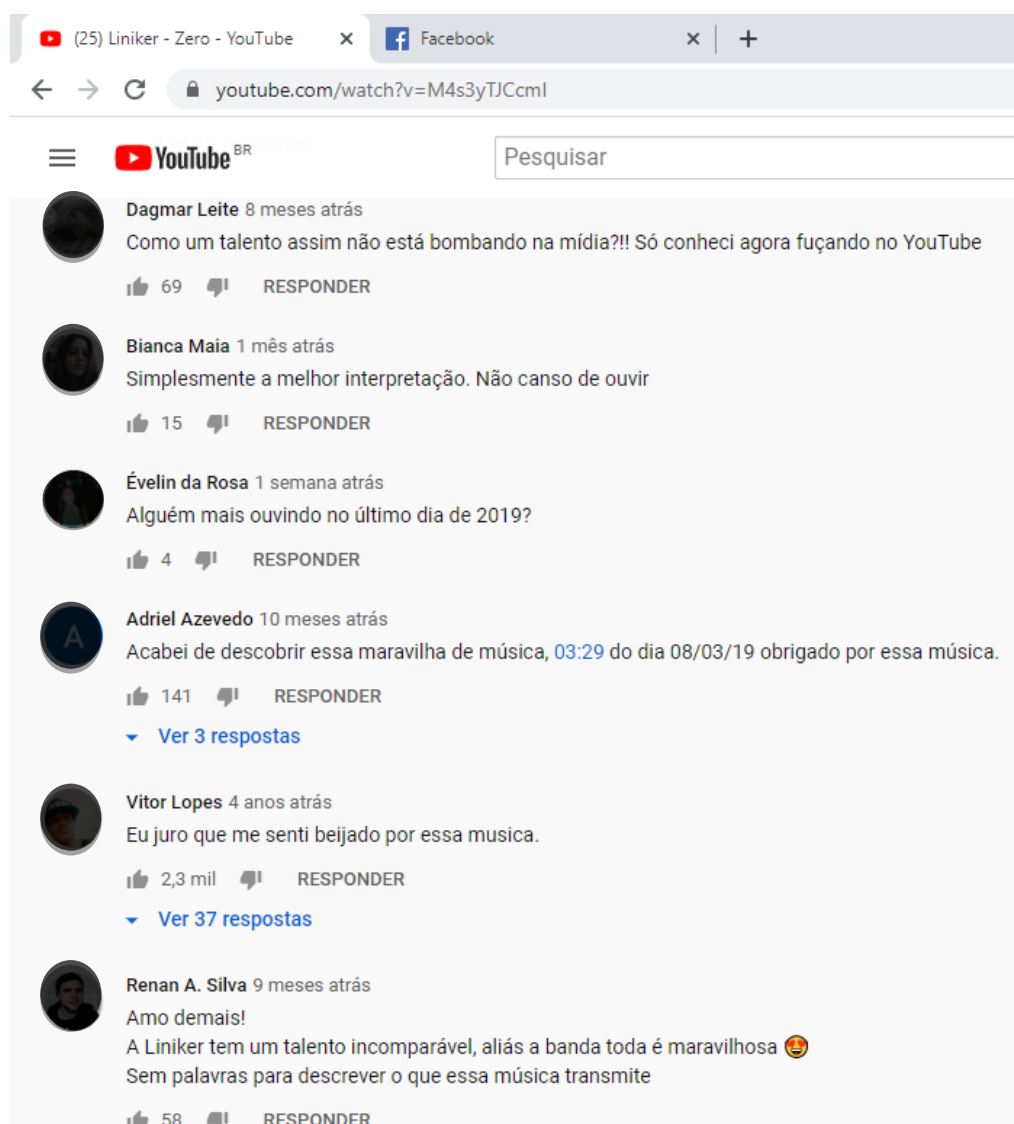 (25) Liniker - Zero - YouTube
Facebook
youtube.com/watch?v=M4s3yTJCcmI
YouTube BR
Pesquisar
Dagmar Leite 8 meses atrás
Como um talento assim não está bombando na mídia?!! Só conheci agora fuçando no YouTube
69 RESPONDER
Bianca Maia 1 mês atrás
Simplesmente a melhor interpretação. Não canso de ouvir
15 RESPONDER
Évelin da Rosa 1 semana atrás
Alguém mais ouvindo no último dia de 2019?
4 RESPONDER
A
Adriel Azevedo 10 meses atrás
Acabei de descobrir essa maravilha de música, 03:29 do dia 08/03/19 obrigado por essa música.
141 RESPONDER
Ver 3 respostas
Vitor Lopes 4 anos atrás
Eu juro que me senti beijado por essa musica.
2,3 mil RESPONDER
Ver 37 respostas
Renan A. Silva 9 meses atrás
Amo demais!
A Liniker tem um talento incomparável, aliás a banda toda é maravilhosa 😍
Sem palavras para descrever o que essa música transmite
58 RESPONDER